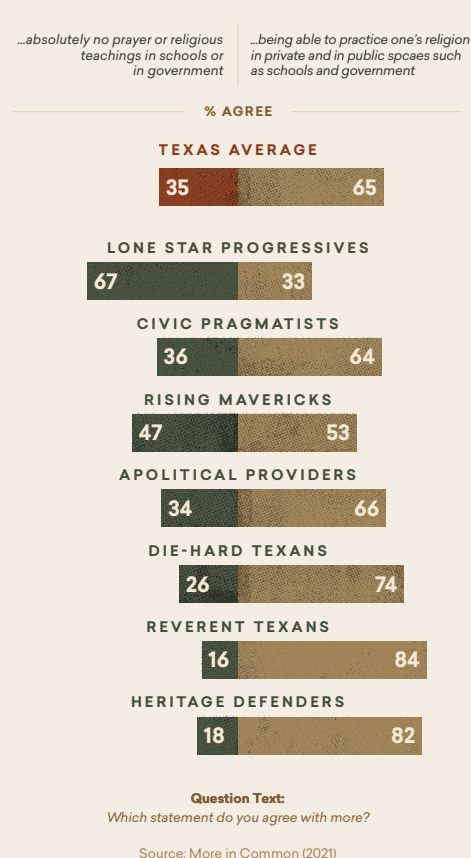 ...absolutely no prayer or religious
teachings in schools or
in government
...being able to practice one's religion
in private and in public spcaes such
as schools and government
% AGREE
TEXAS AVERAGE
35 65
LONE STAR PROGRESSIVES
67 33
CIVIC PRAGMATISTS
36 64
RISING MAVERICKS
47 53
APOLITICAL PROVIDERS
34 66
DIE-HARD TEXANS
26 74
REVERENT TEXANS
16 84
HERITAGE DEFENDERS
18 82
Question Text:
Which statement do you agree with more?
Source: More in Common (2021)